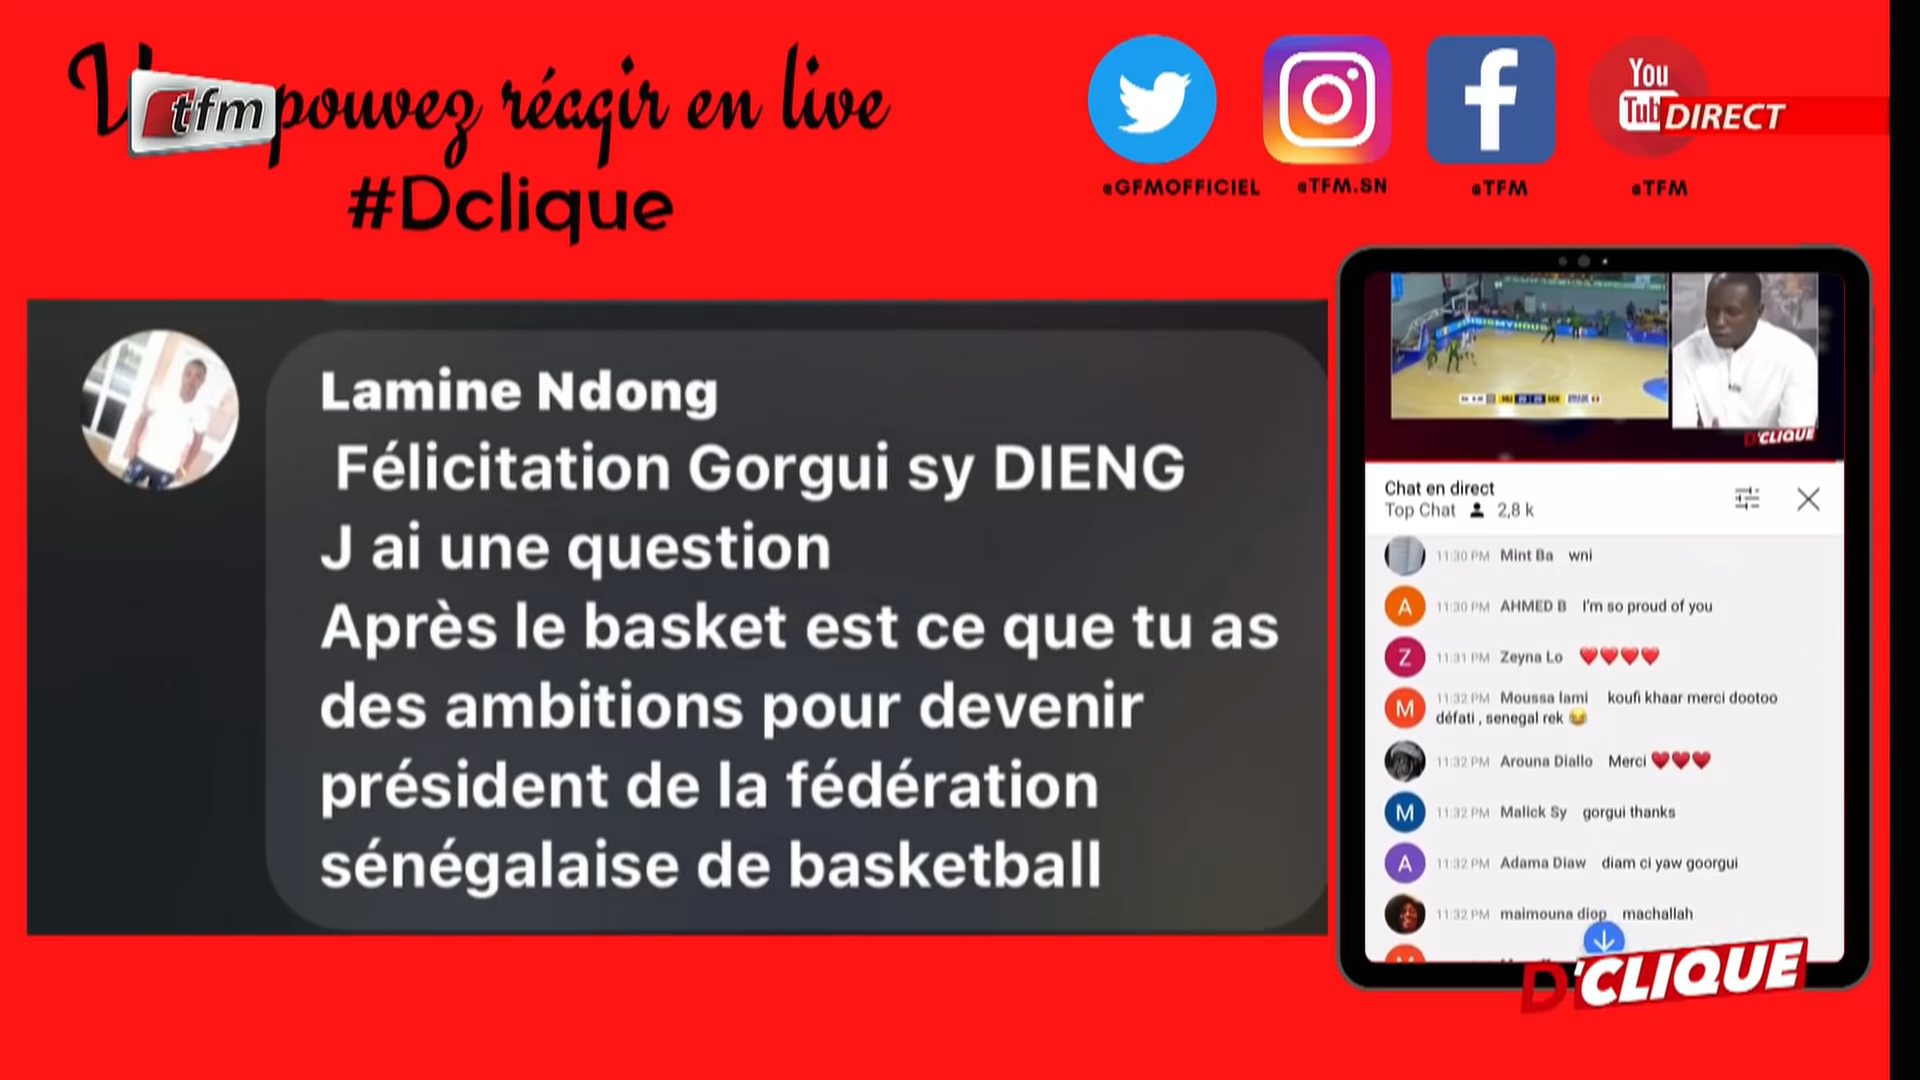 pouvez réagir en live
tfm
#Dclique
@GFMOFFICIEL
@TFM.SN
@TFM
You
Tub
DIRECT
@TFM
Lamine Ndong
Félicitation Gorgui sy DIENG
J ai une question
Après le basket est ce que tu as
des ambitions pour devenir
président de la fédération
sénégalaise de basketball
D'CLIQUE
Chat en direct
Top Chat 2,8 k
11:30 PM Mint Ba wni
A 11:30 PM AHMED B I'm so proud of you
Z 11:31 PM Zeyna Lo ❤️❤️❤️❤️
M 11:32 PM Moussa lami koufi khaar merci dootoo
défati , senegal rek 😂
11:32 PM Arouna Diallo Merci ❤️❤️❤️
M 11:32 PM Malick Sy gorgui thanks
A 11:32 PM Adama Diaw diam ci yaw goorgui
11:32 PM maimouna diop machallah
D'CLIQUE